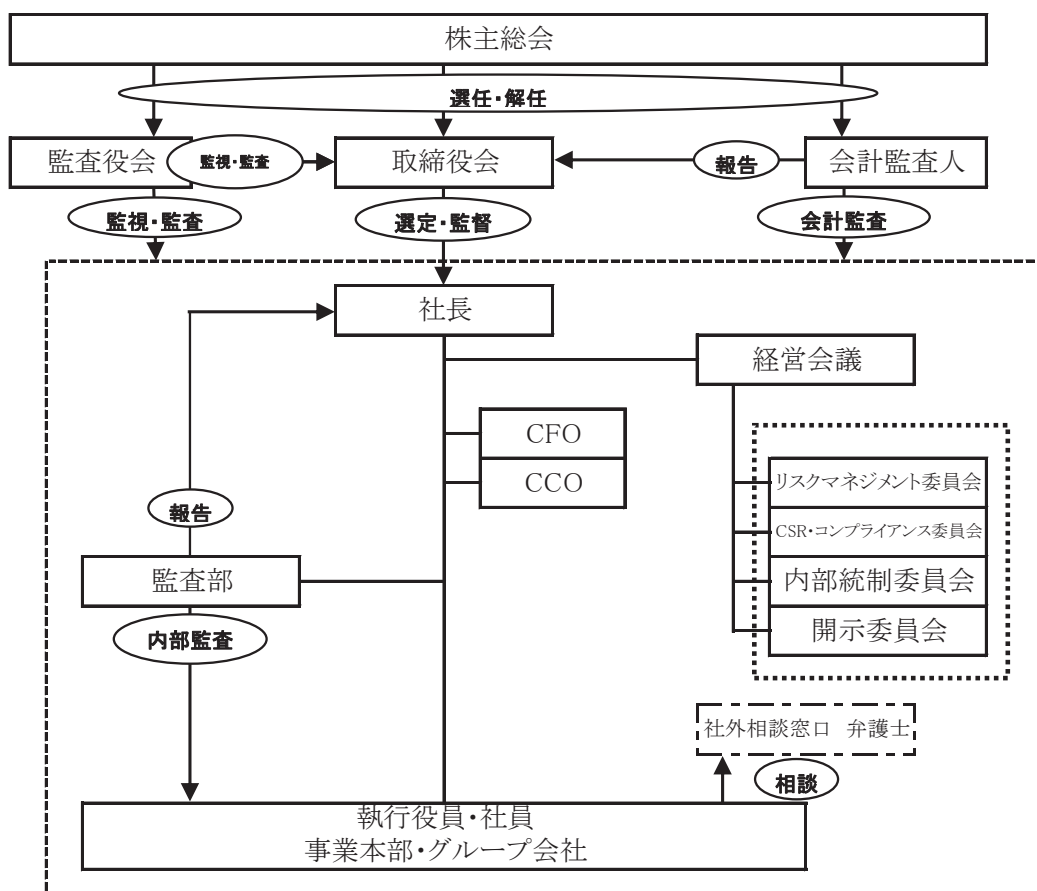 株主総会
選任・解任
監査役会
監視・監査
取締役会
報告
会計監査人
監視・監査
選定・監督
会計監査
社長
経営会議
CFO
CCO
リスクマネジメント委員会
CSR・コンプライアンス委員会
内部統制委員会
開示委員会
報告
監査部
内部監査
社外相談窓口 弁護士
相談
執行役員・社員
事業本部・グループ会社